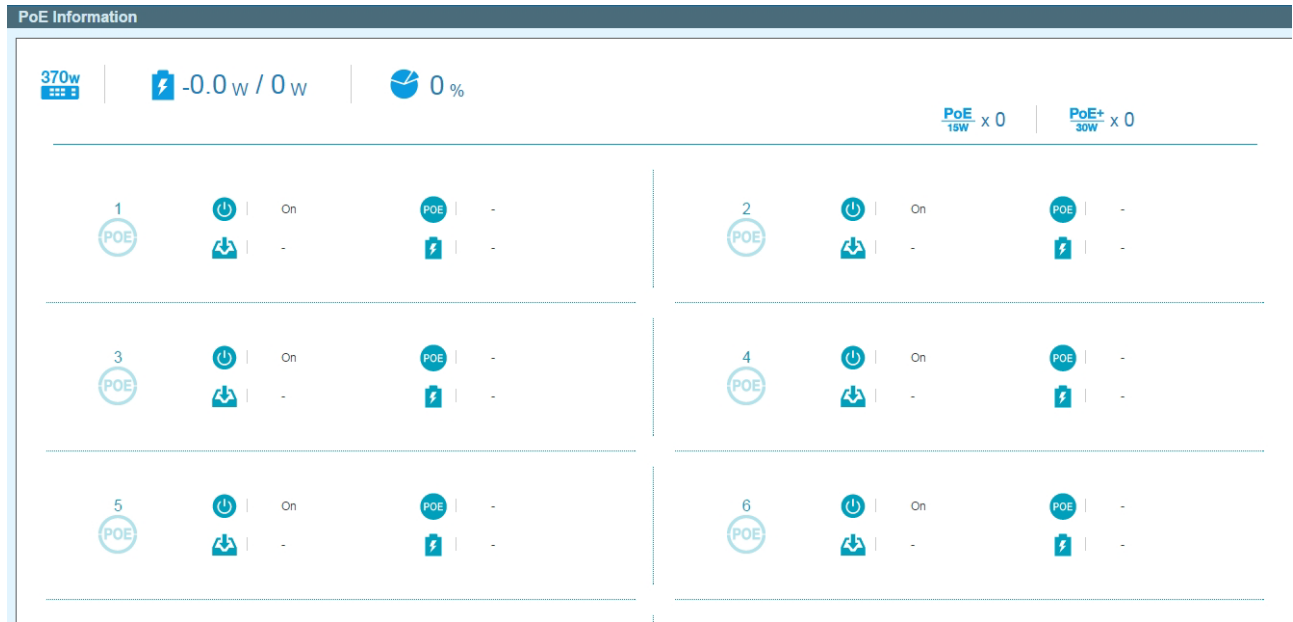 PoE Information
370w
-0.0 W / 0 W
0 %
PoE 15W x 0
PoE+ 30W x 0
1
POE
On
POE
-
-
-
2
POE
On
POE
-
-
-
3
POE
On
POE
-
-
-
4
POE
On
POE
-
-
-
5
POE
On
POE
-
-
-
6
POE
On
POE
-
-
-